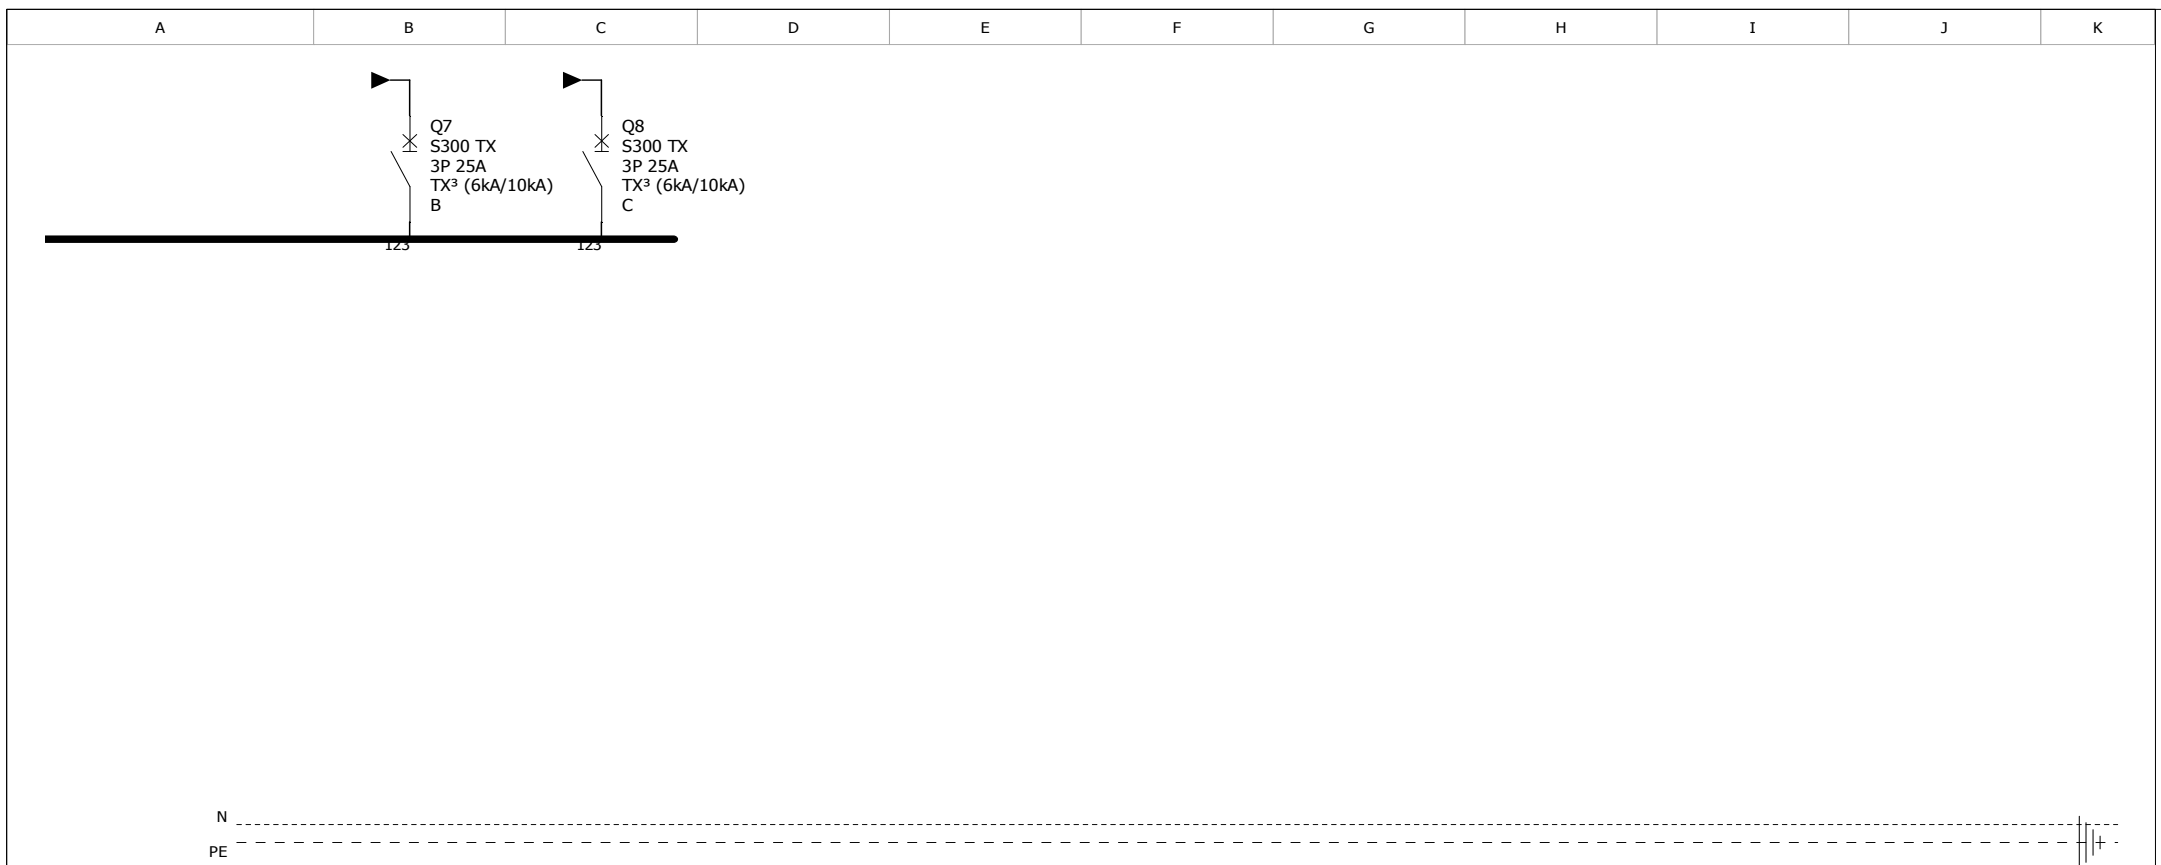 A B C D E F G H I J K
Q7
S300 TX
3P 25A
TX³ (6kA/10kA)
B
Q8
S300 TX
3P 25A
TX³ (6kA/10kA)
C
123 123
N
PE